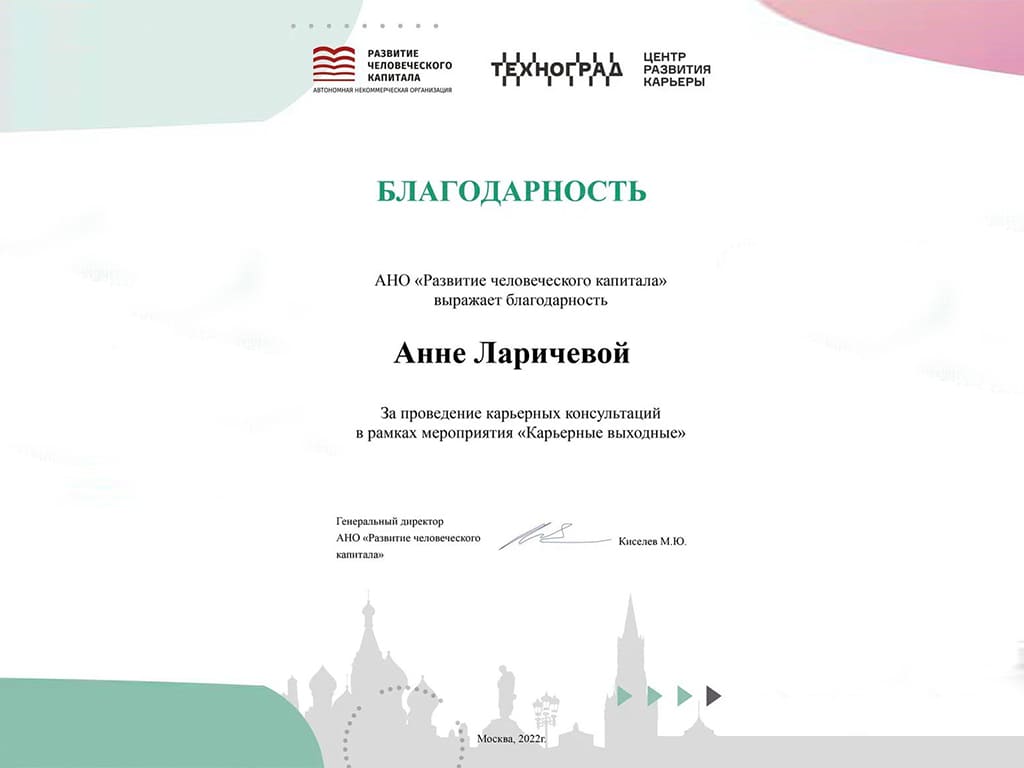 РАЗВИТИЕ
ЧЕЛОВЕЧЕСКОГО
КАПИТАЛА
АВТОНОМНАЯ НЕКОММЕРЧЕСКАЯ ОРГАНИЗАЦИЯ
ТЕХНОГРАД
ЦЕНТР
РАЗВИТИЯ
КАРЬЕРЫ
БЛАГОДАРНОСТЬ
АНО «Развитие человеческого капитала»
выражает благодарность
Анне Ларичевой
За проведение карьерных консультаций
в рамках мероприятия «Карьерные выходные»
Генеральный директор
АНО «Развитие человеческого
капитала»
Киселев М.Ю.
Москва, 2022г.